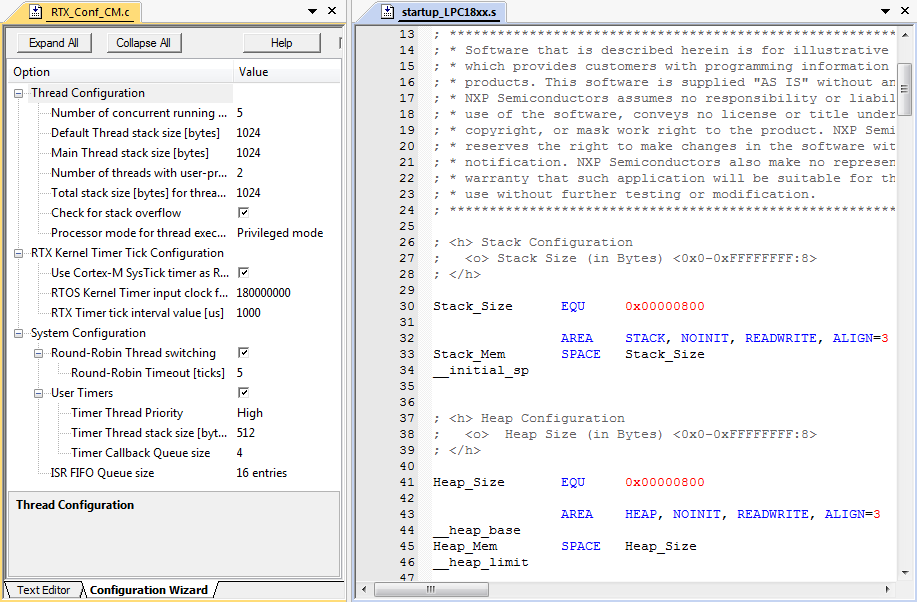 RTX_Conf_CM.c
Expand All Collapse All Help
Option Value
Thread Configuration
Number of concurrent running ... 5
Default Thread stack size [bytes] 1024
Main Thread stack size [bytes] 1024
Number of threads with user-pr... 2
Total stack size [bytes] for threa... 1024
Check for stack overflow
Processor mode for thread exec... Privileged mode
RTX Kernel Timer Tick Configuration
Use Cortex-M SysTick timer as R...
RTOS Kernel Timer input clock f... 180000000
RTX Timer tick interval value [us] 1000
System Configuration
Round-Robin Thread switching
Round-Robin Timeout [ticks] 5
User Timers
Timer Thread Priority High
Timer Thread stack size [byt... 512
Timer Callback Queue size 4
ISR FIFO Queue size 16 entries
Thread Configuration
Text Editor Configuration Wizard
startup_LPC18xx.s
13 ; *********************************************************
14 ; * Software that is described herein is for illustrative
15 ; * which provides customers with programming information
16 ; * products. This software is supplied "AS IS" without an
17 ; * NXP Semiconductors assumes no responsibility or liabil
18 ; * use of the software, conveys no license or title under
19 ; * copyright, or mask work right to the product. NXP Semi
20 ; * reserves the right to make changes in the software wit
21 ; * notification. NXP Semiconductors also make no represen
22 ; * warranty that such application will be suitable for th
23 ; * use without further testing or modification.
24 ; *********************************************************
25
26 ; <h> Stack Configuration
27 ;   <o> Stack Size (in Bytes) <0x0-0xFFFFFFFF:8>
28 ; </h>
29
30 Stack_Size      EQU     0x00000800
31
32                 AREA    STACK, NOINIT, READWRITE, ALIGN=3
33 Stack_Mem       SPACE   Stack_Size
34 __initial_sp
35
36
37 ; <h> Heap Configuration
38 ;   <o>  Heap Size (in Bytes) <0x0-0xFFFFFFFF:8>
39 ; </h>
40
41 Heap_Size       EQU     0x00000800
42
43                 AREA    HEAP, NOINIT, READWRITE, ALIGN=3
44 __heap_base
45 Heap_Mem        SPACE   Heap_Size
46 __heap_limit
47